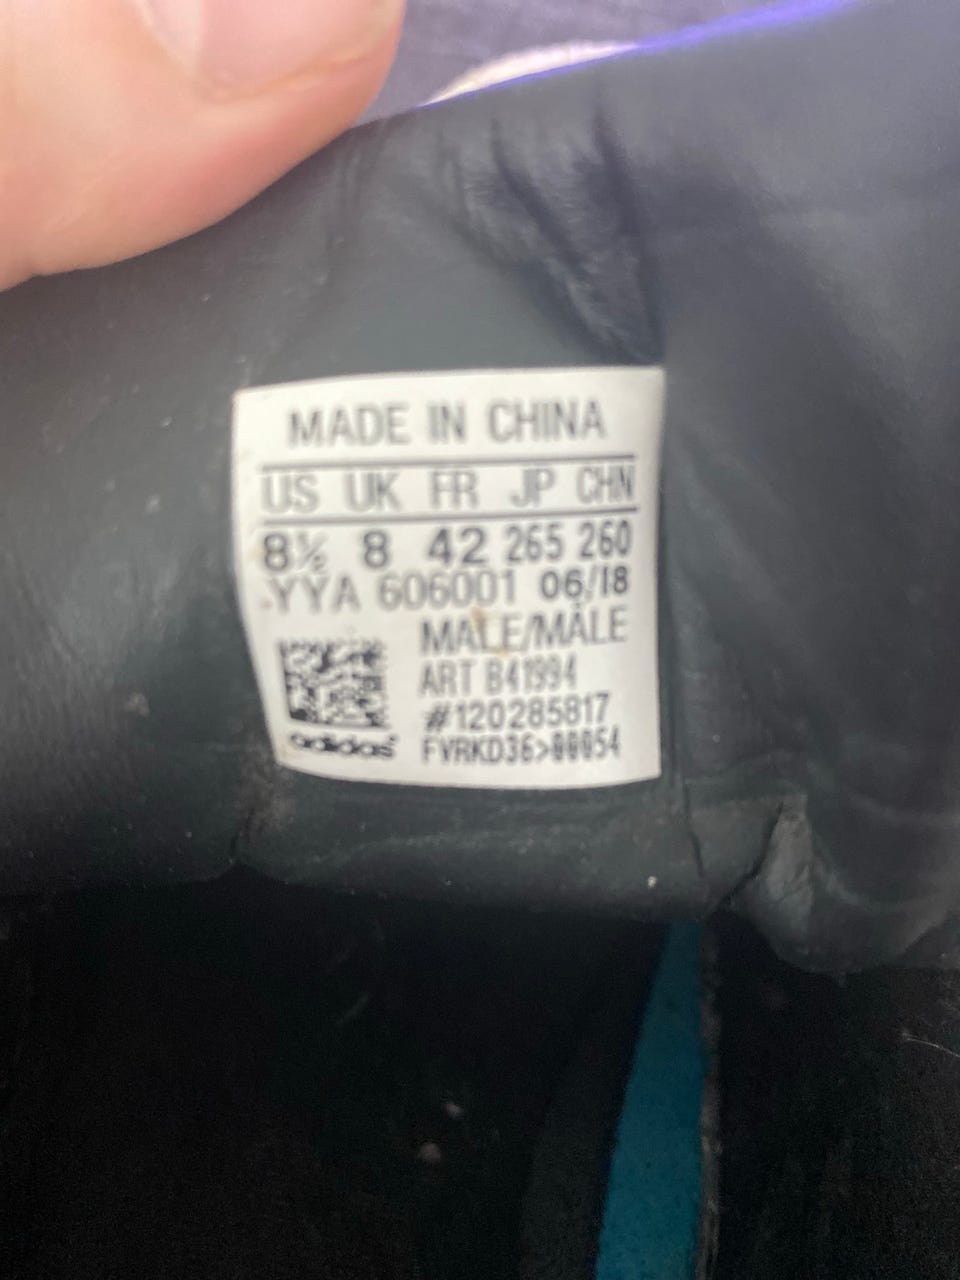 MADE IN CHINA
US UK FR JP CHN
8½ 8 42 265 260
YYA 606001 06/18
MALE/MÂLE
ART B41994
#120285817
FVRKD36>00054
adidas